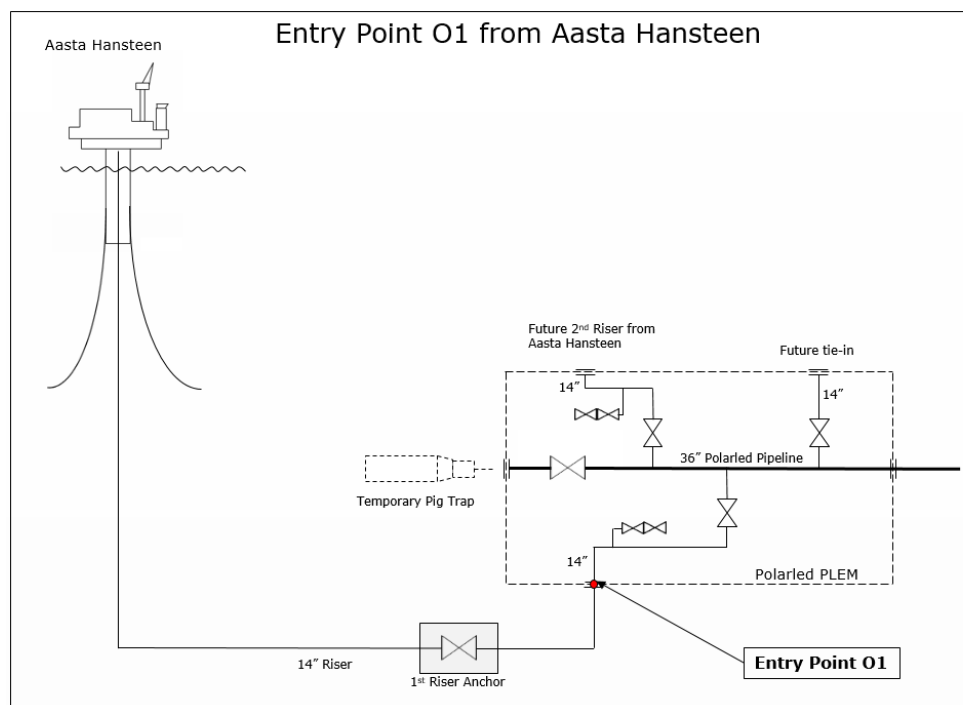 Entry Point O1 from Aasta Hansteen
Aasta Hansteen
Future 2nd Riser from
Aasta Hansteen
Future tie-in
14”
14”
36” Polarled Pipeline
Temporary Pig Trap
14”
Polarled PLEM
14” Riser
1st Riser Anchor
Entry Point O1